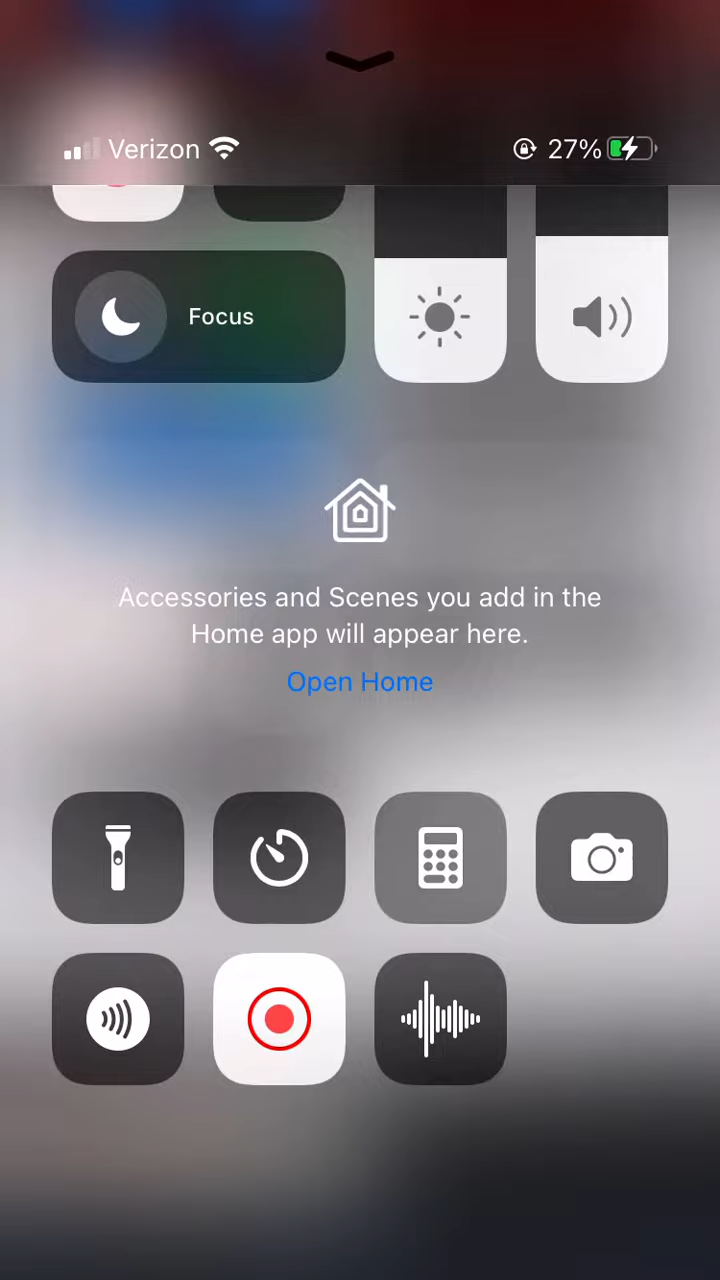 Verizon 27%
Focus
Accessories and Scenes you add in the
Home app will appear here.
Open Home